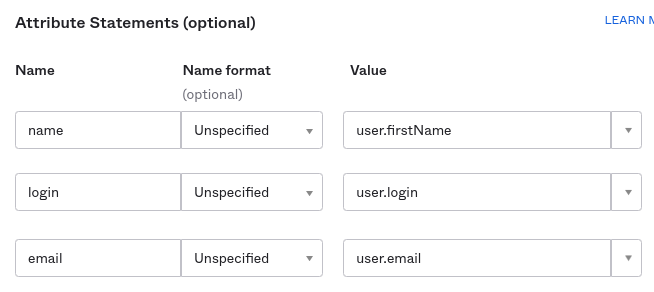 Attribute Statements (optional) LEARN
Name Name format Value
(optional)
name Unspecified user.firstName
login Unspecified user.login
email Unspecified user.email